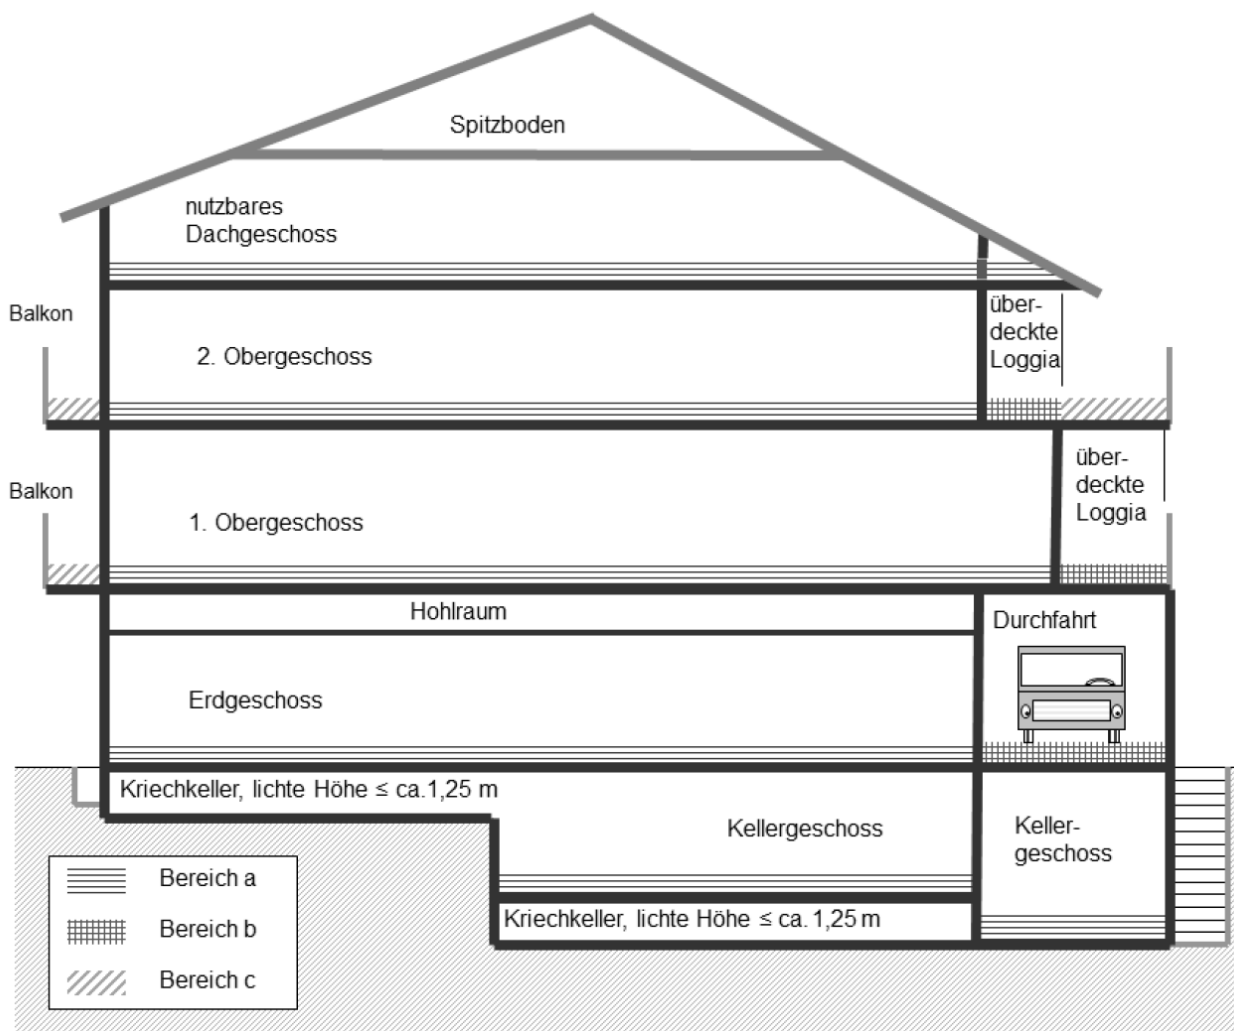 Spitzboden
nutzbares
Dachgeschoss
Balkon
2. Obergeschoss
über-
deckte
Loggia
Balkon
1. Obergeschoss
über-
deckte
Loggia
Hohlraum
Durchfahrt
Erdgeschoss
Kriechkeller, lichte Höhe ≤ ca.1,25 m
Kellergeschoss
Keller-
geschoss
Kriechkeller, lichte Höhe ≤ ca. 1,25 m
Bereich a
Bereich b
Bereich c